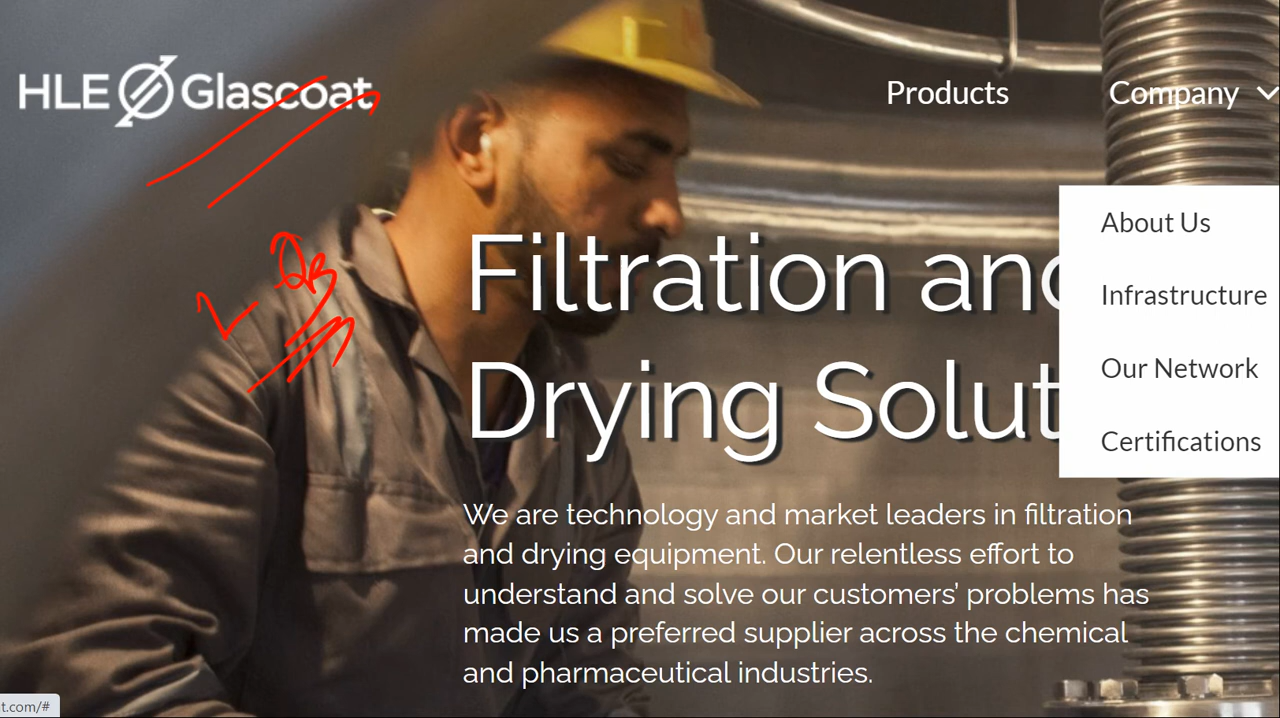 HLE Glascoat
Products
Company
About Us
Infrastructure
Our Network
Certifications
Filtration and
Drying Solut
We are technology and market leaders in filtration
and drying equipment. Our relentless effort to
understand and solve our customers’ problems has
made us a preferred supplier across the chemical
and pharmaceutical industries.
t.com/#